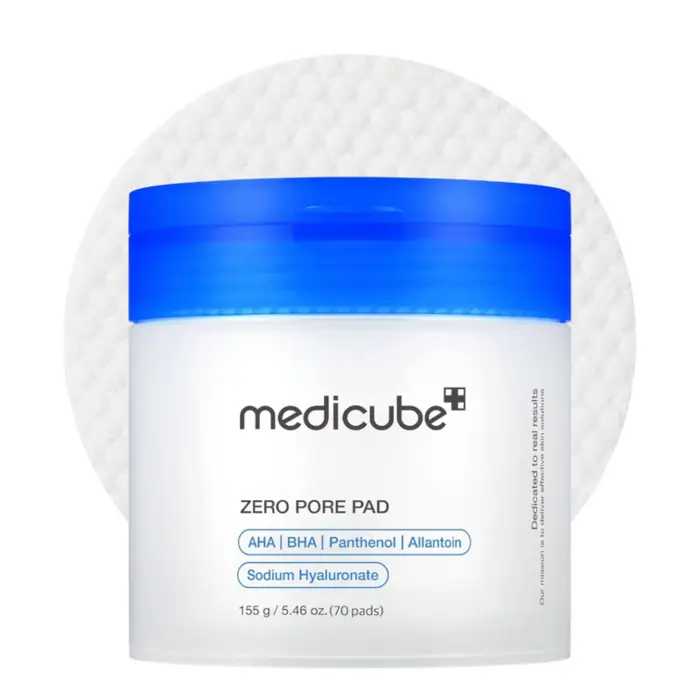 medicube
ZERO PORE PAD
AHA | BHA | Panthenol | Allantoin
Sodium Hyaluronate
155 g / 5.46 oz. (70 pads)
Dedicated to real results
Our mission is to deliver effective skin solutions